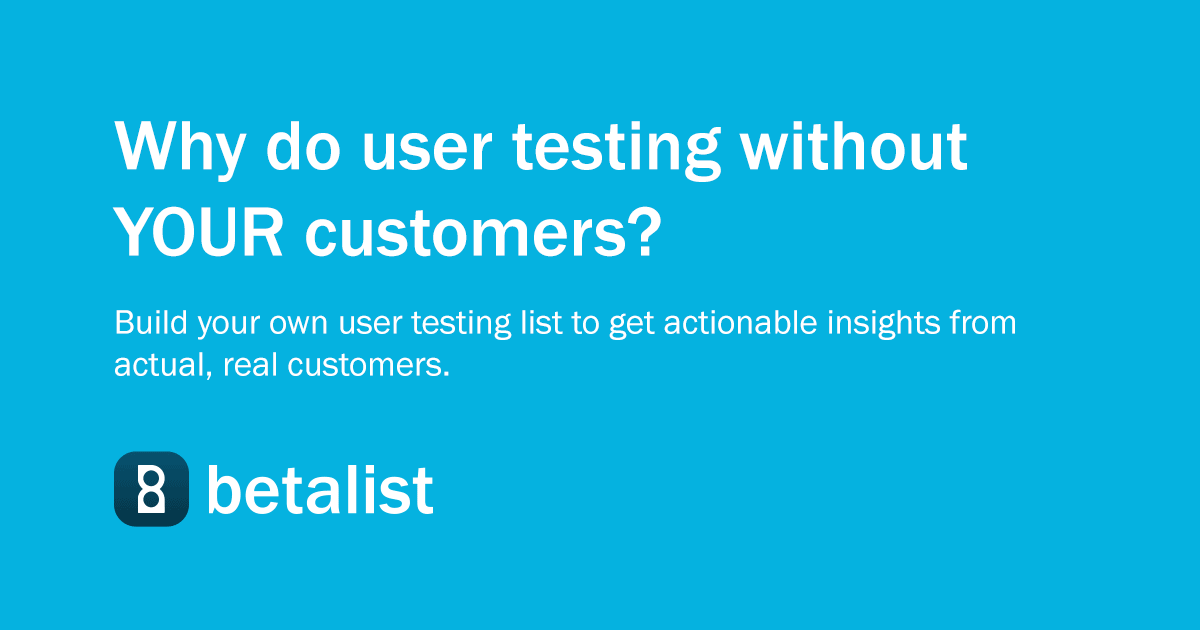 Why do user testing without
YOUR customers?
Build your own user testing list to get actionable insights from
actual, real customers.
betalist